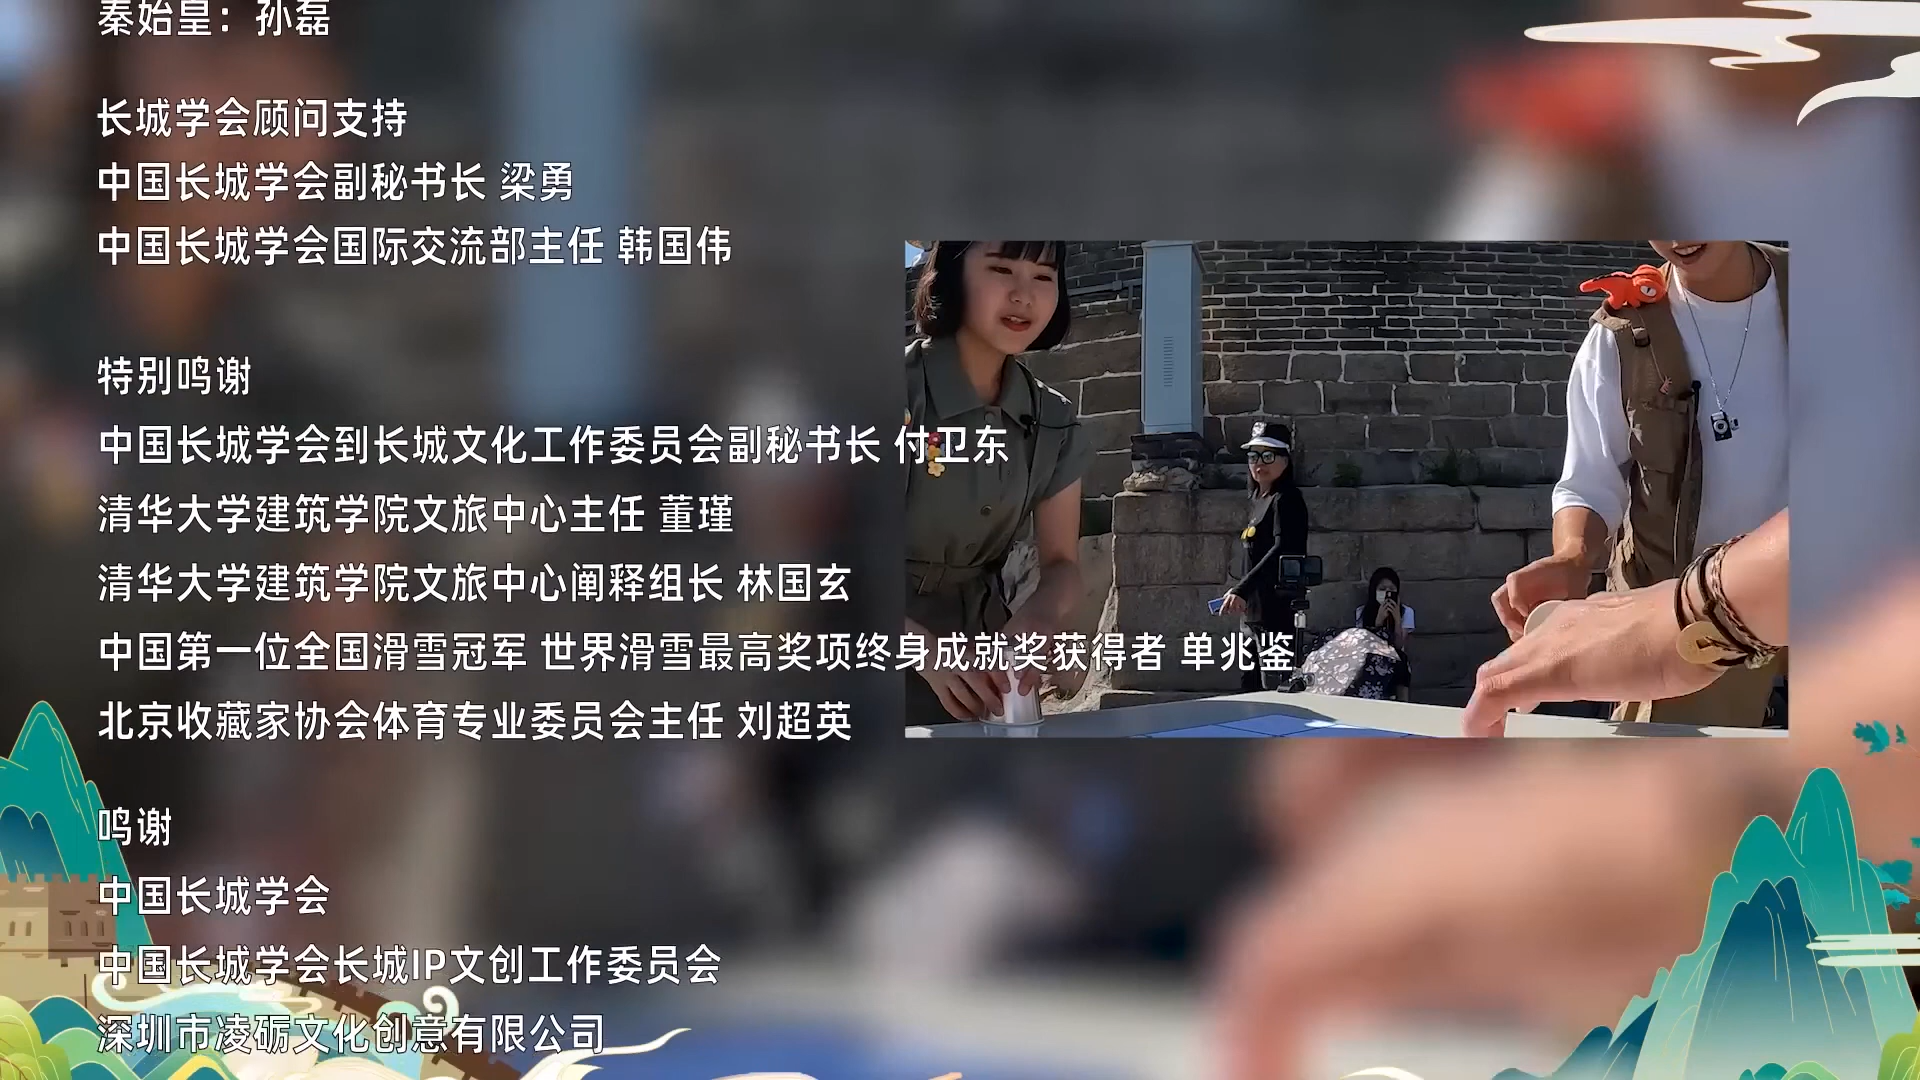 秦始皇：孙磊
长城学会顾问支持
中国长城学会副秘书长 梁勇
中国长城学会国际交流部主任 韩国伟
特别鸣谢
中国长城学会到长城文化工作委员会副秘书长 付卫东
清华大学建筑学院文旅中心主任 董瑾
清华大学建筑学院文旅中心阐释组长 林国玄
中国第一位全国滑雪冠军 世界滑雪最高奖项终身成就奖获得者 单兆鉴
北京收藏家协会体育专业委员会主任 刘超英
鸣谢
中国长城学会
中国长城学会长城IP文创工作委员会
深圳市凌砺文化创意有限公司